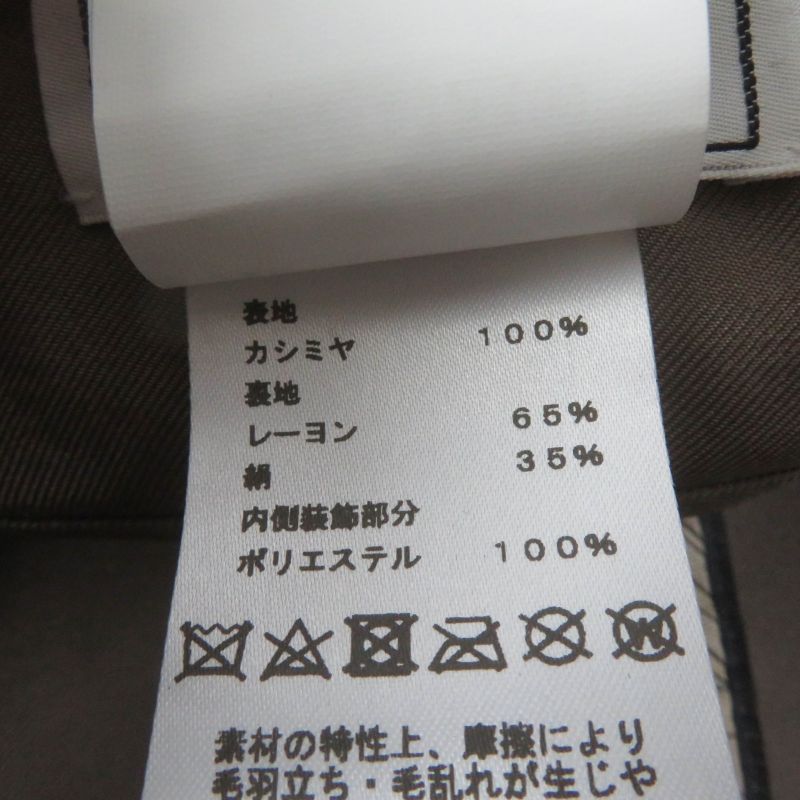 表地
カシミヤ 100%
裏地
レーヨン 65%
絹 35%
内側装飾部分
ポリエステル 100%
W
素材の特性上、摩擦により
毛羽立ち・毛乱れが生じや